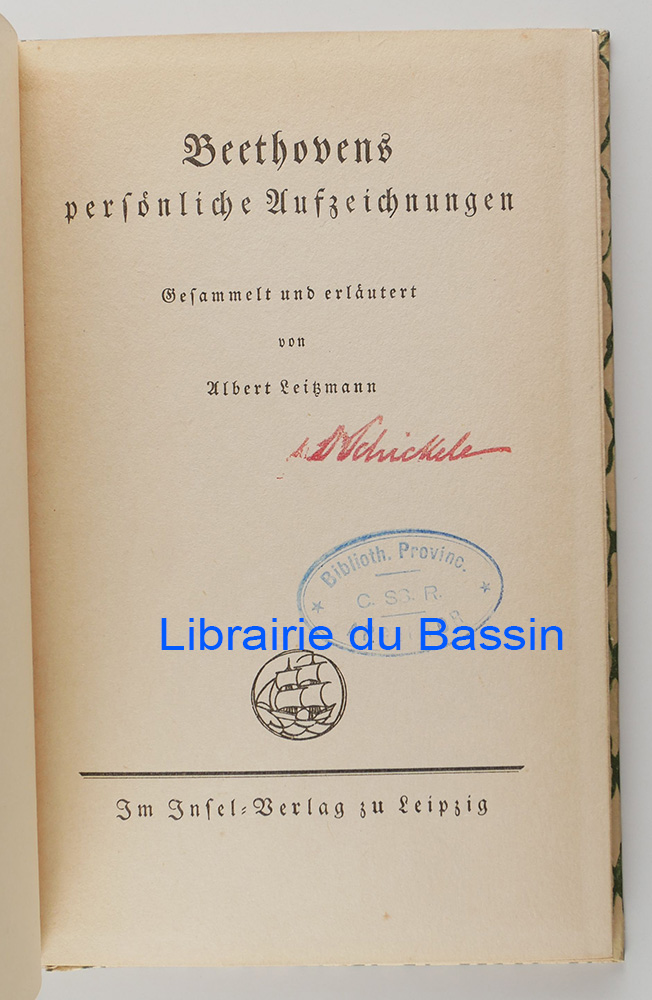 Beethovens
persönliche Aufzeichnungen
Gesammelt und erläutert
von
Albert Leitzmann
Schickele
Biblioth. Provinc.
C. SS. R.
Librairie du Bassin
Im Insel-Verlag zu Leipzig